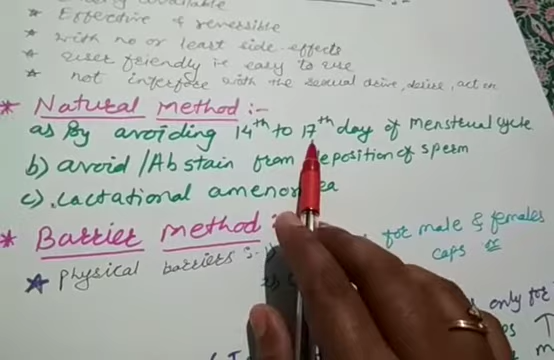 available
* Effective & reversible
* with no or least side effects
* user friendly i.e easy to use
* not interfere with the sexual drive, desire, act or
* Natural Method :-
a) By avoiding 14th to 17th day of Menstrual cycle
b) avoid / Abstain from deposition of sperm
c) Lactational
* Barrier Method :-
for male & females
* Physical barriers :-
caps
only for